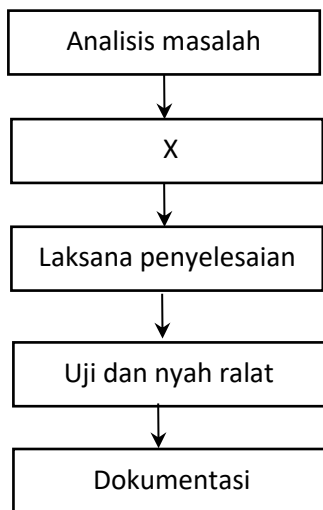 Analisis masalah
X
Laksana penyelesaian
Uji dan nyah ralat
Dokumentasi